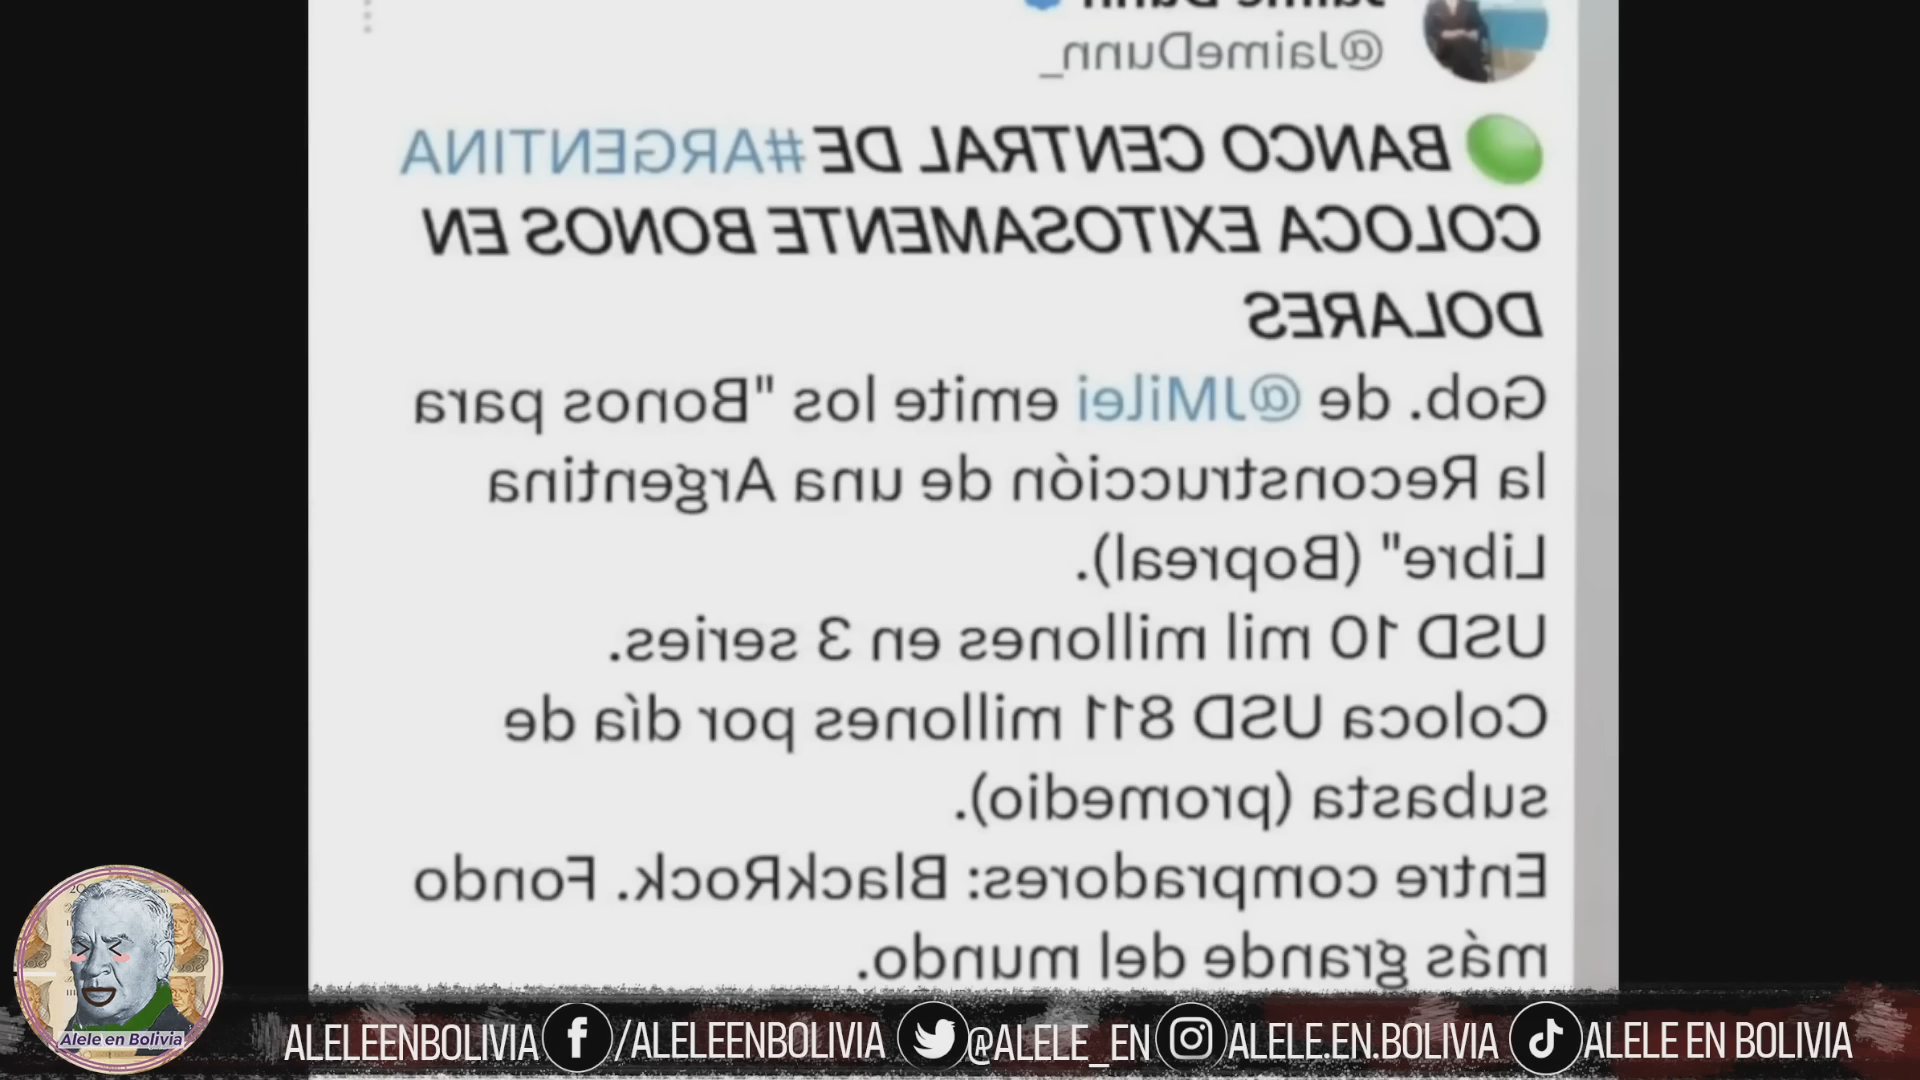 Jaime Dunn
@JaimeDunn_
BANCO CENTRAL DE #ARGENTINA
COLOCA EXITOSAMENTE BONOS EN
DOLARES
Gob. de @JMilei emite los "Bonos para
la Reconstrucción de una Argentina
Libre" (Bopreal).
USD 10 mil millones en 3 series.
Coloca USD 811 millones por día de
subasta (promedio).
Entre compradores: BlackRock. Fondo
más grande del mundo.
Alele en Bolivia
ALELEENBOLIVIA /ALELEENBOLIVIA @ALELE_EN ALELE.EN.BOLIVIA ALELE EN BOLIVIA